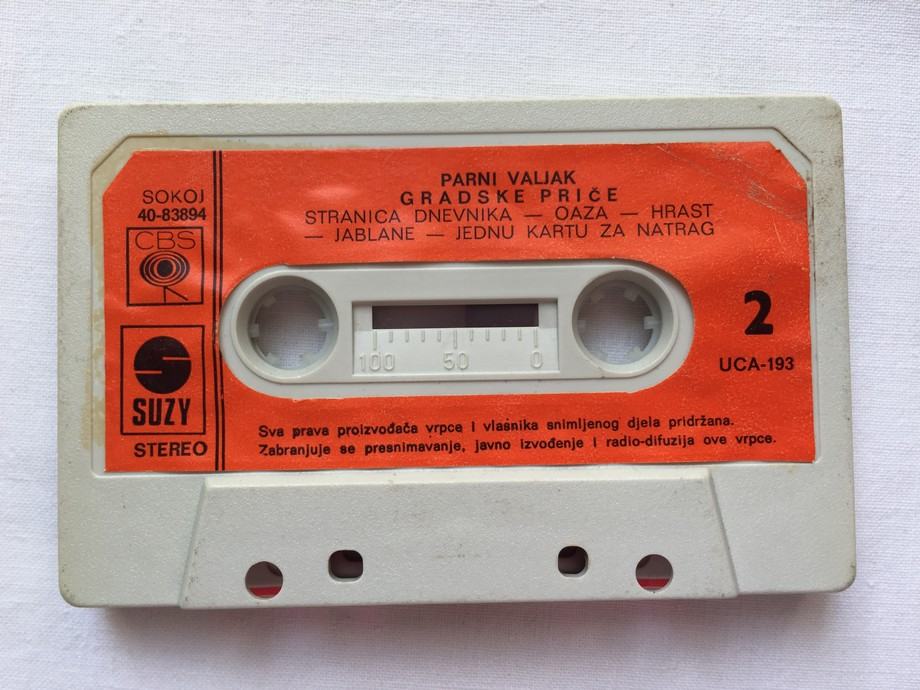 SOKOJ
40-83894
CBS
SUZY
STEREO
PARNI VALJAK
GRADSKE PRIČE
STRANICA DNEVNIKA — OAZA — HRAST
— JABLANE — JEDNU KARTU ZA NATRAG
100 50 0
2
UCA-193
Sva prava proizvođača vrpce i vlasnika snimljenog djela pridržana.
Zabranjuje se presnimavanje, javno izvođenje i radio-difuzija ove vrpce.